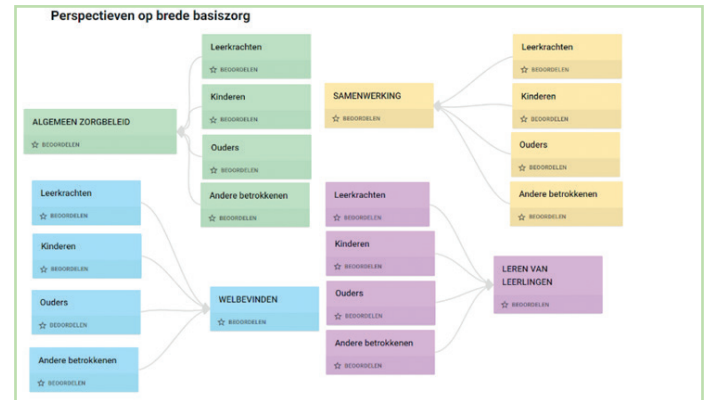 Perspectieven op brede basiszorg
ALGEMEEN ZORGBELEID
☆ BEOORDELEN
Leerkrachten
☆ BEOORDELEN
Kinderen
☆ BEOORDELEN
Ouders
☆ BEOORDELEN
Andere betrokkenen
☆ BEOORDELEN
SAMENWERKING
☆ BEOORDELEN
Leerkrachten
☆ BEOORDELEN
Kinderen
☆ BEOORDELEN
Ouders
☆ BEOORDELEN
Andere betrokkenen
☆ BEOORDELEN
Leerkrachten
☆ BEOORDELEN
Kinderen
☆ BEOORDELEN
Ouders
☆ BEOORDELEN
Andere betrokkenen
☆ BEOORDELEN
WELBEVINDEN
☆ BEOORDELEN
Leerkrachten
☆ BEOORDELEN
Kinderen
☆ BEOORDELEN
Ouders
☆ BEOORDELEN
Andere betrokkenen
☆ BEOORDELEN
LEREN VAN
LEERLINGEN
☆ BEOORDELEN